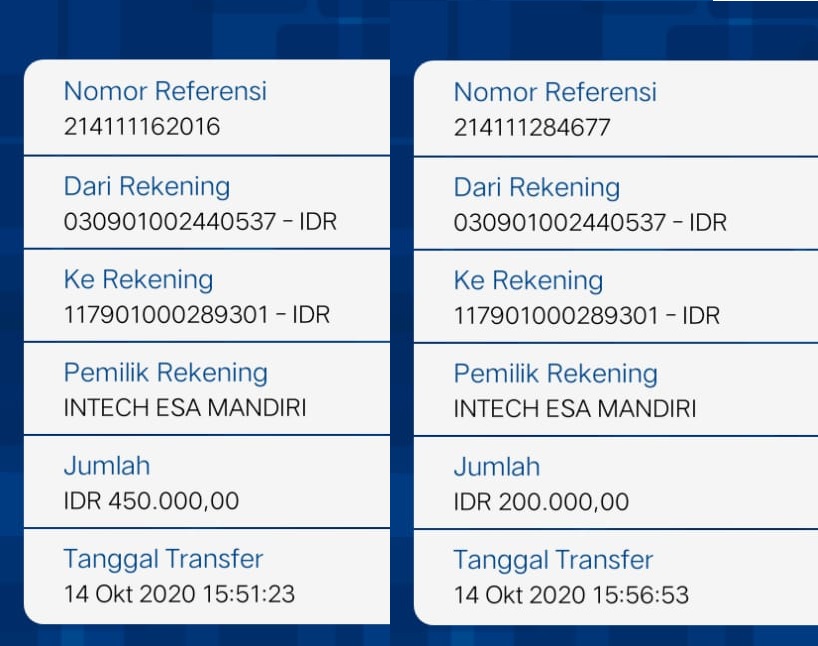 Nomor Referensi
214111162016
Dari Rekening
030901002440537 – IDR
Ke Rekening
117901000289301 – IDR
Pemilik Rekening
INTECH ESA MANDIRI
Jumlah
IDR 450.000,00
Tanggal Transfer
14 Okt 2020 15:51:23
Nomor Referensi
214111284677
Dari Rekening
030901002440537 – IDR
Ke Rekening
117901000289301 – IDR
Pemilik Rekening
INTECH ESA MANDIRI
Jumlah
IDR 200.000,00
Tanggal Transfer
14 Okt 2020 15:56:53